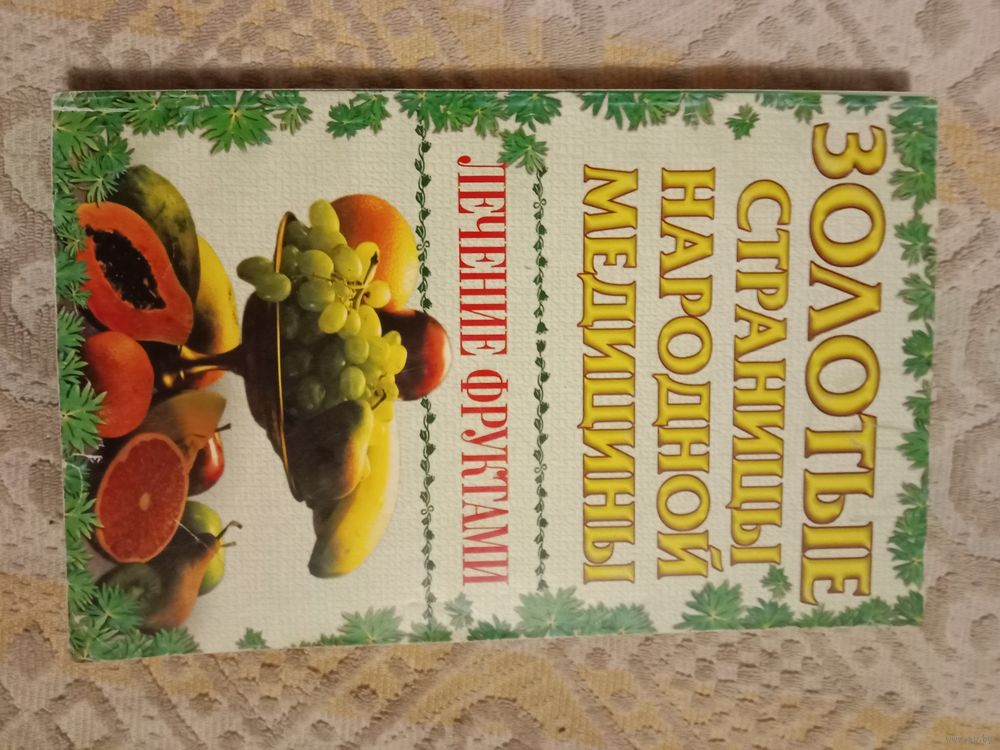 ЗОЛОТЫЕ
СТРАНИЦЫ
НАРОДНОЙ
МЕДИЦИНЫ
ЛЕЧЕНИЕ ФРУКТАМИ